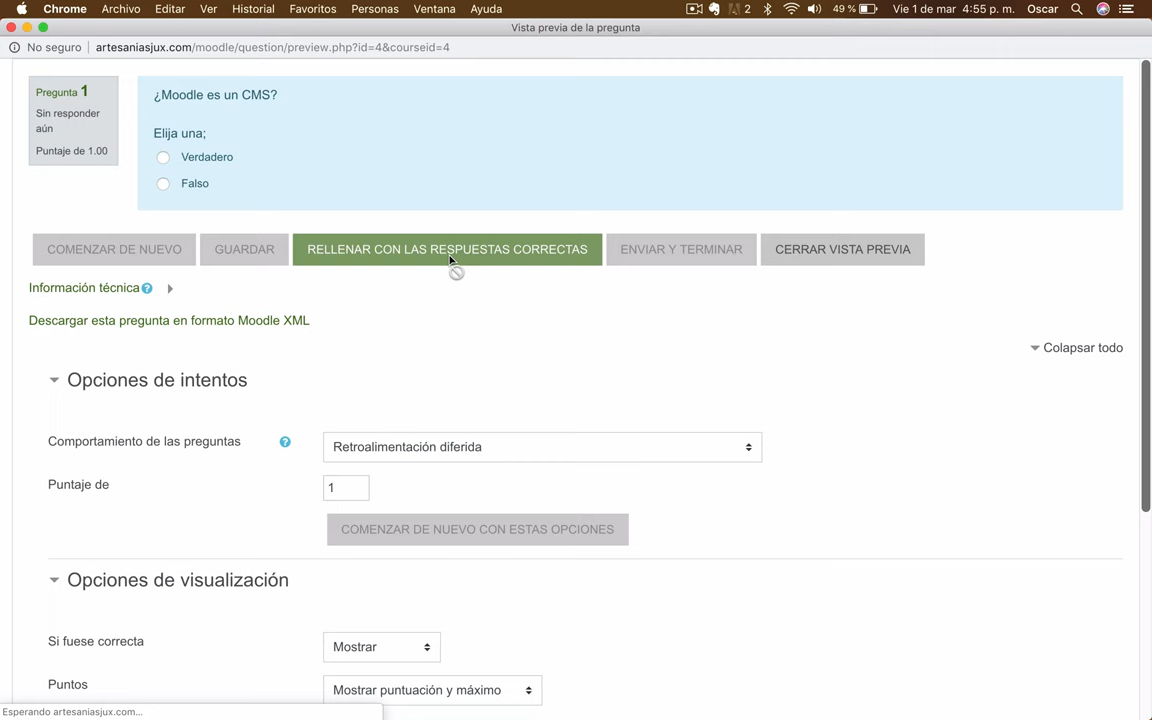 Chrome Archivo Editar Ver Historial Favoritos Personas Ventana Ayuda 2 49 % Vie 1 de mar 4:55 p. m. Oscar
Vista previa de la pregunta
No seguro artesaniasjux.com/moodle/question/preview.php?id=4&courseid=4
Pregunta 1
Sin responder
aún
Puntaje de 1.00
¿Moodle es un CMS?
Elija una;
Verdadero
Falso
COMENZAR DE NUEVO GUARDAR RELLENAR CON LAS RESPUESTAS CORRECTAS ENVIAR Y TERMINAR CERRAR VISTA PREVIA
Información técnica
Descargar esta pregunta en formato Moodle XML
Colapsar todo
Opciones de intentos
Comportamiento de las preguntas Retroalimentación diferida
Puntaje de 1
COMENZAR DE NUEVO CON ESTAS OPCIONES
Opciones de visualización
Si fuese correcta Mostrar
Puntos Mostrar puntuación y máximo
Esperando artesaniasjux.com...